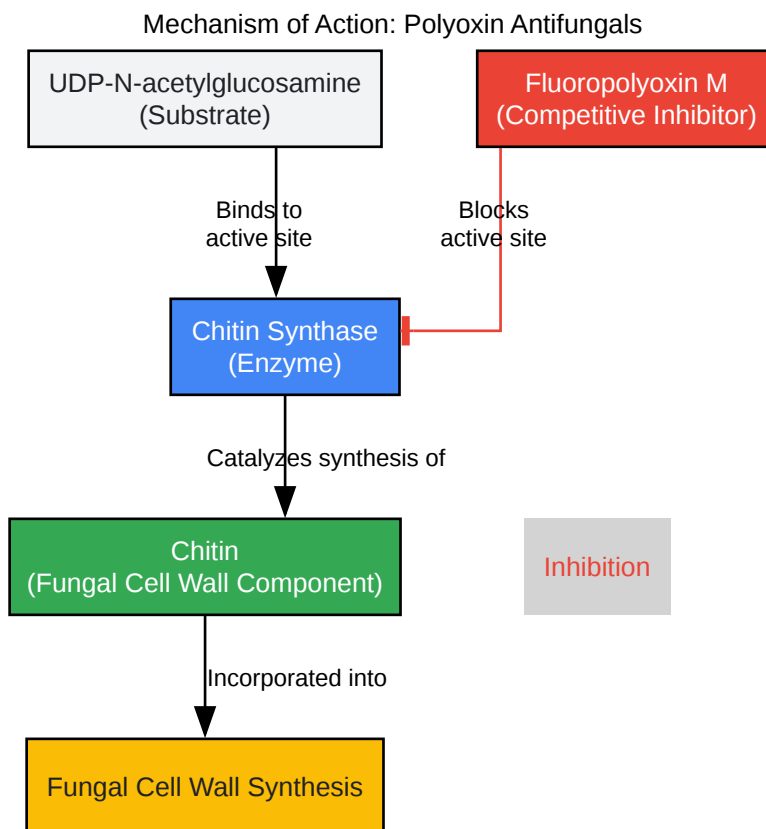 Mechanism of Action: Polyoxin Antifungals
UDP-N-acetylglucosamine
(Substrate)
Fluoropolyoxin M
(Competitive Inhibitor)
Binds to
active site
Blocks
active site
Chitin Synthase
(Enzyme)
Catalyzes synthesis of
Chitin
(Fungal Cell Wall Component)
Inhibition
Incorporated into
Fungal Cell Wall Synthesis